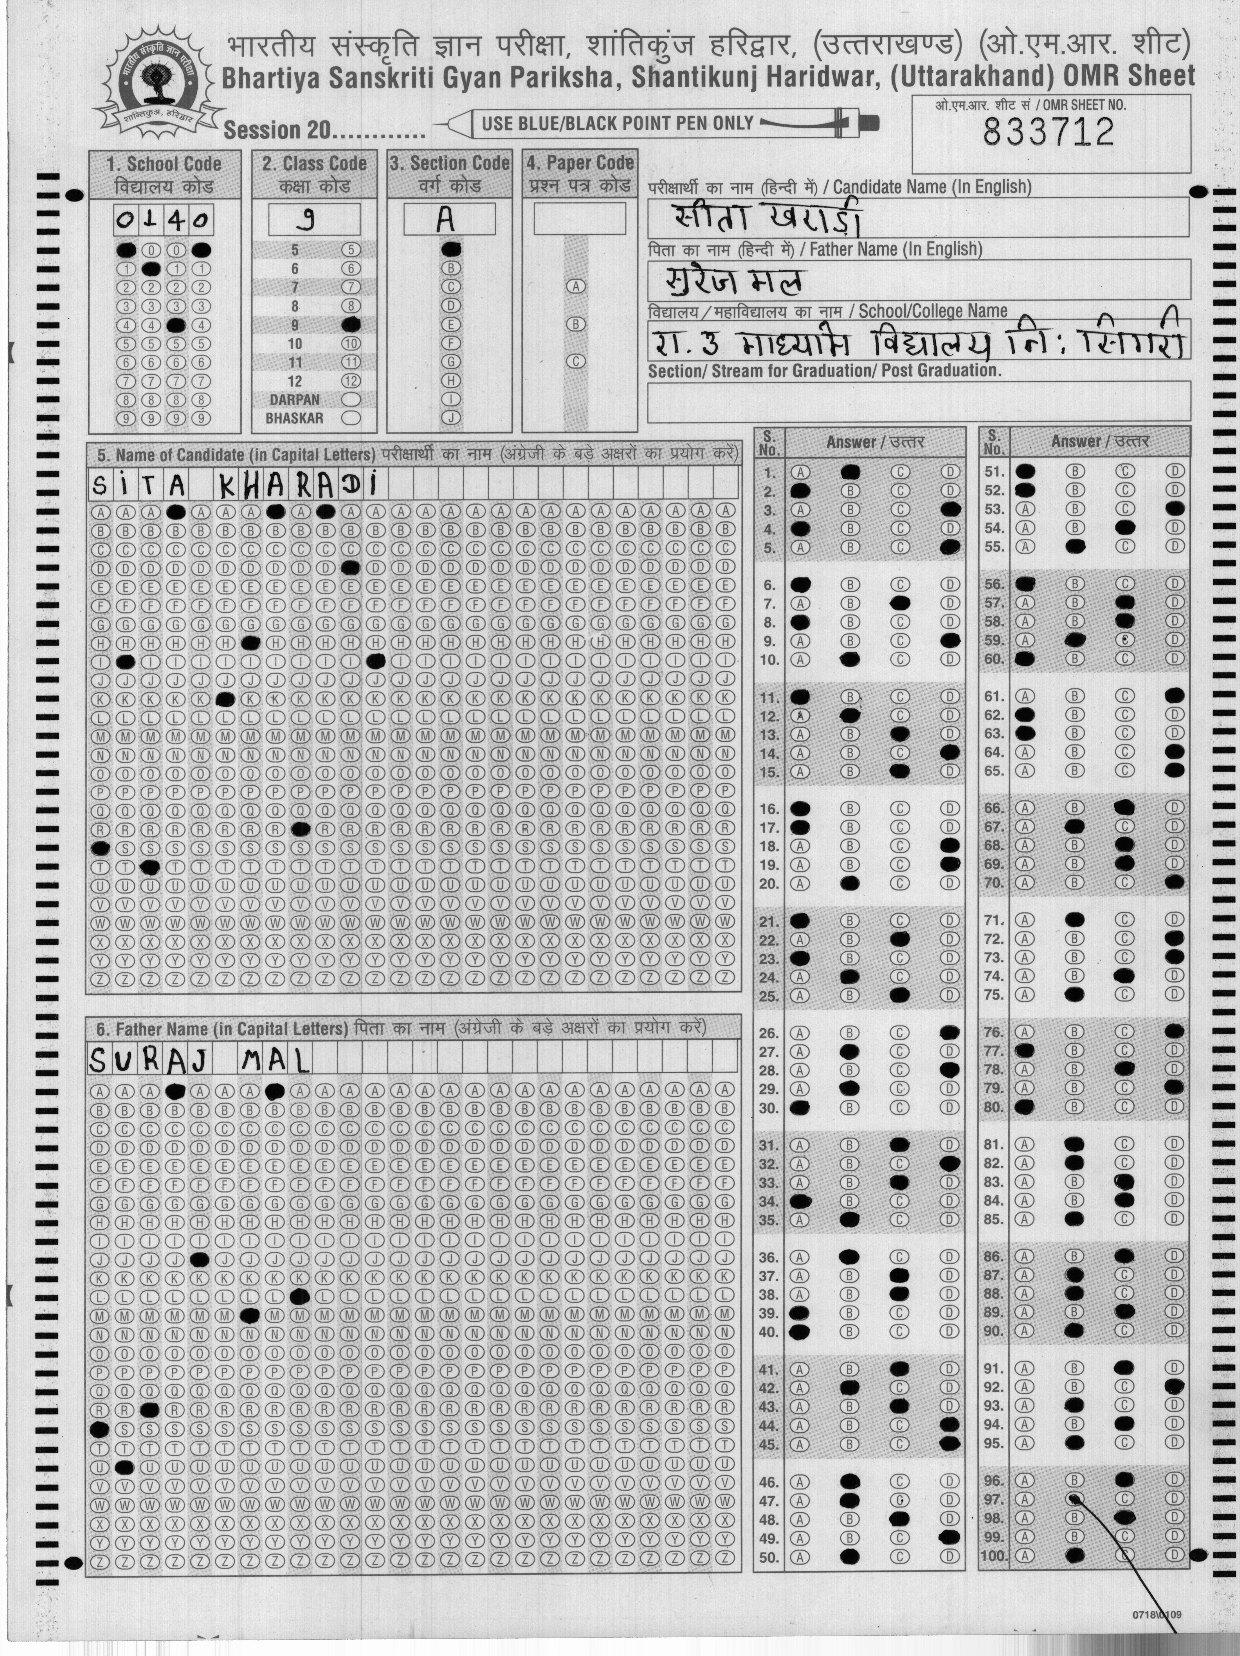 भारतीय संस्कृति ज्ञान परीक्षा, शांतिकुंज हरिद्वार, (उत्तराखण्ड) (ओ.एम.आर. शीट)
Bhartiya Sanskriti Gyan Pariksha, Shantikunj Haridwar, (Uttarakhand) OMR Sheet
Session 20............
USE BLUE/BLACK POINT PEN ONLY
ओ.एम.आर. शीट सं / OMR SHEET NO.
833712
1. School Code
विद्यालय कोड
0140
2. Class Code
कक्षा कोड
9
5
6
7
8
9
10
11
12
DARPAN
BHASKAR
3. Section Code
वर्ग कोड
A
4. Paper Code
प्रश्न पत्र कोड
परीक्षार्थी का नाम (हिन्दी में) / Candidate Name (In English)
सीता खराड़ी
पिता का नाम (हिन्दी में) / Father Name (In English)
सुरेज मल
विद्यालय/महाविद्यालय का नाम / School/College Name
रा. उ माध्यमि विद्यालय नि: सिगरी
Section/ Stream for Graduation/ Post Graduation.
5. Name of Candidate (in Capital Letters) परीक्षार्थी का नाम (अंग्रेजी के बड़े अक्षरों का प्रयोग करें)
SiTA KHARADi
6. Father Name (in Capital Letters) पिता का नाम (अंग्रेजी के बड़े अक्षरों का प्रयोग करें)
SURAJ MAL
S. No. Answer / उत्तर
S. No. Answer / उत्तर
0718\0109